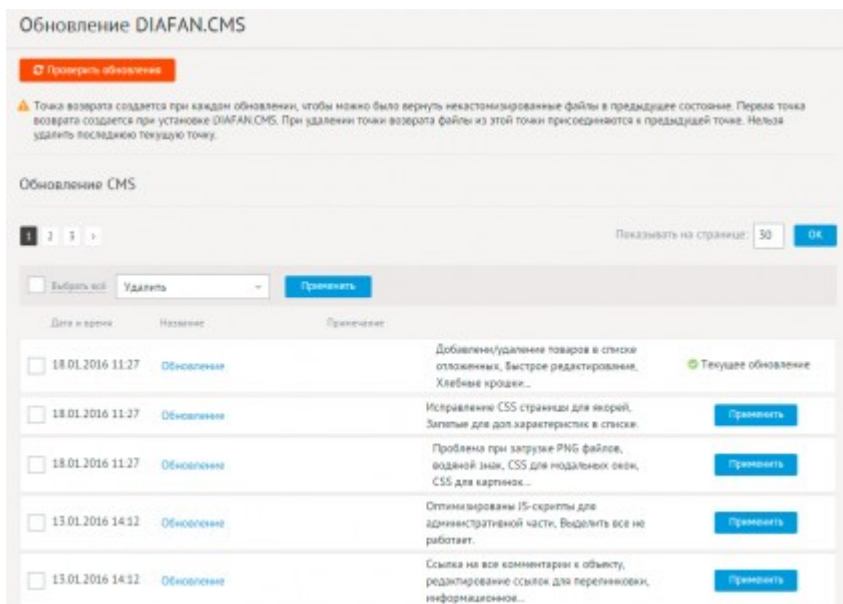 Обновление DIAFAN.CMS
Проверить обновления
Точка возврата создается при каждом обновлении, чтобы можно было вернуть некастомизированные файлы в предыдущее состояние. Первая точка
возврата создается при установке DIAFAN.CMS. При удалении точки возврата файлы из этой точки присоединяются к предыдущей точке. Нельзя
удалить последнюю текущую точку.
Обновление CMS
1 2 3 ›
Показывать на странице: 30 ОК
Выбрать всё Удалить Применить
Дата и время Название Примечание
Добавлени/удаление товаров в списке
18.01.2016 11:27 Обновление отложенных, Быстрое редактирование, Текущее обновление
Хлебные крошки...
Исправление CSS страницы для якорей,
18.01.2016 11:27 Обновление Применить
Запятые для доп.характеристик в списке.
Проблема при загрузке PNG файлов,
18.01.2016 11:27 Обновление водяной знак, CSS для модальных окон, Применить
CSS для картинок...
Оптимизированы JS-скрипты для
13.01.2016 14:12 Обновление административной части, Выделить все не Применить
работает.
Ссылка на все комментарии к объекту,
13.01.2016 14:12 Обновление редактирование ссылок для перелинковки, Применить
информационное...